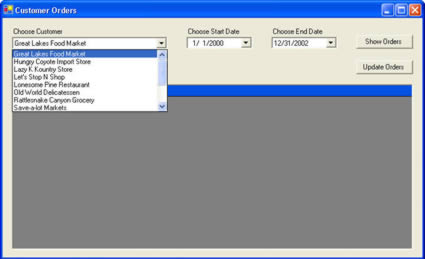 Customer Orders
Choose Customer
Choose Start Date
Choose End Date
Great Lakes Food Market
1/ 1/2000
12/31/2002
Show Orders
Great Lakes Food Market
Hungry Coyote Import Store
Lazy K Kountry Store
Let's Stop N Shop
Lonesome Pine Restaurant
Old World Delicatessen
Rattlesnake Canyon Grocery
Save-a-lot Markets
Update Orders